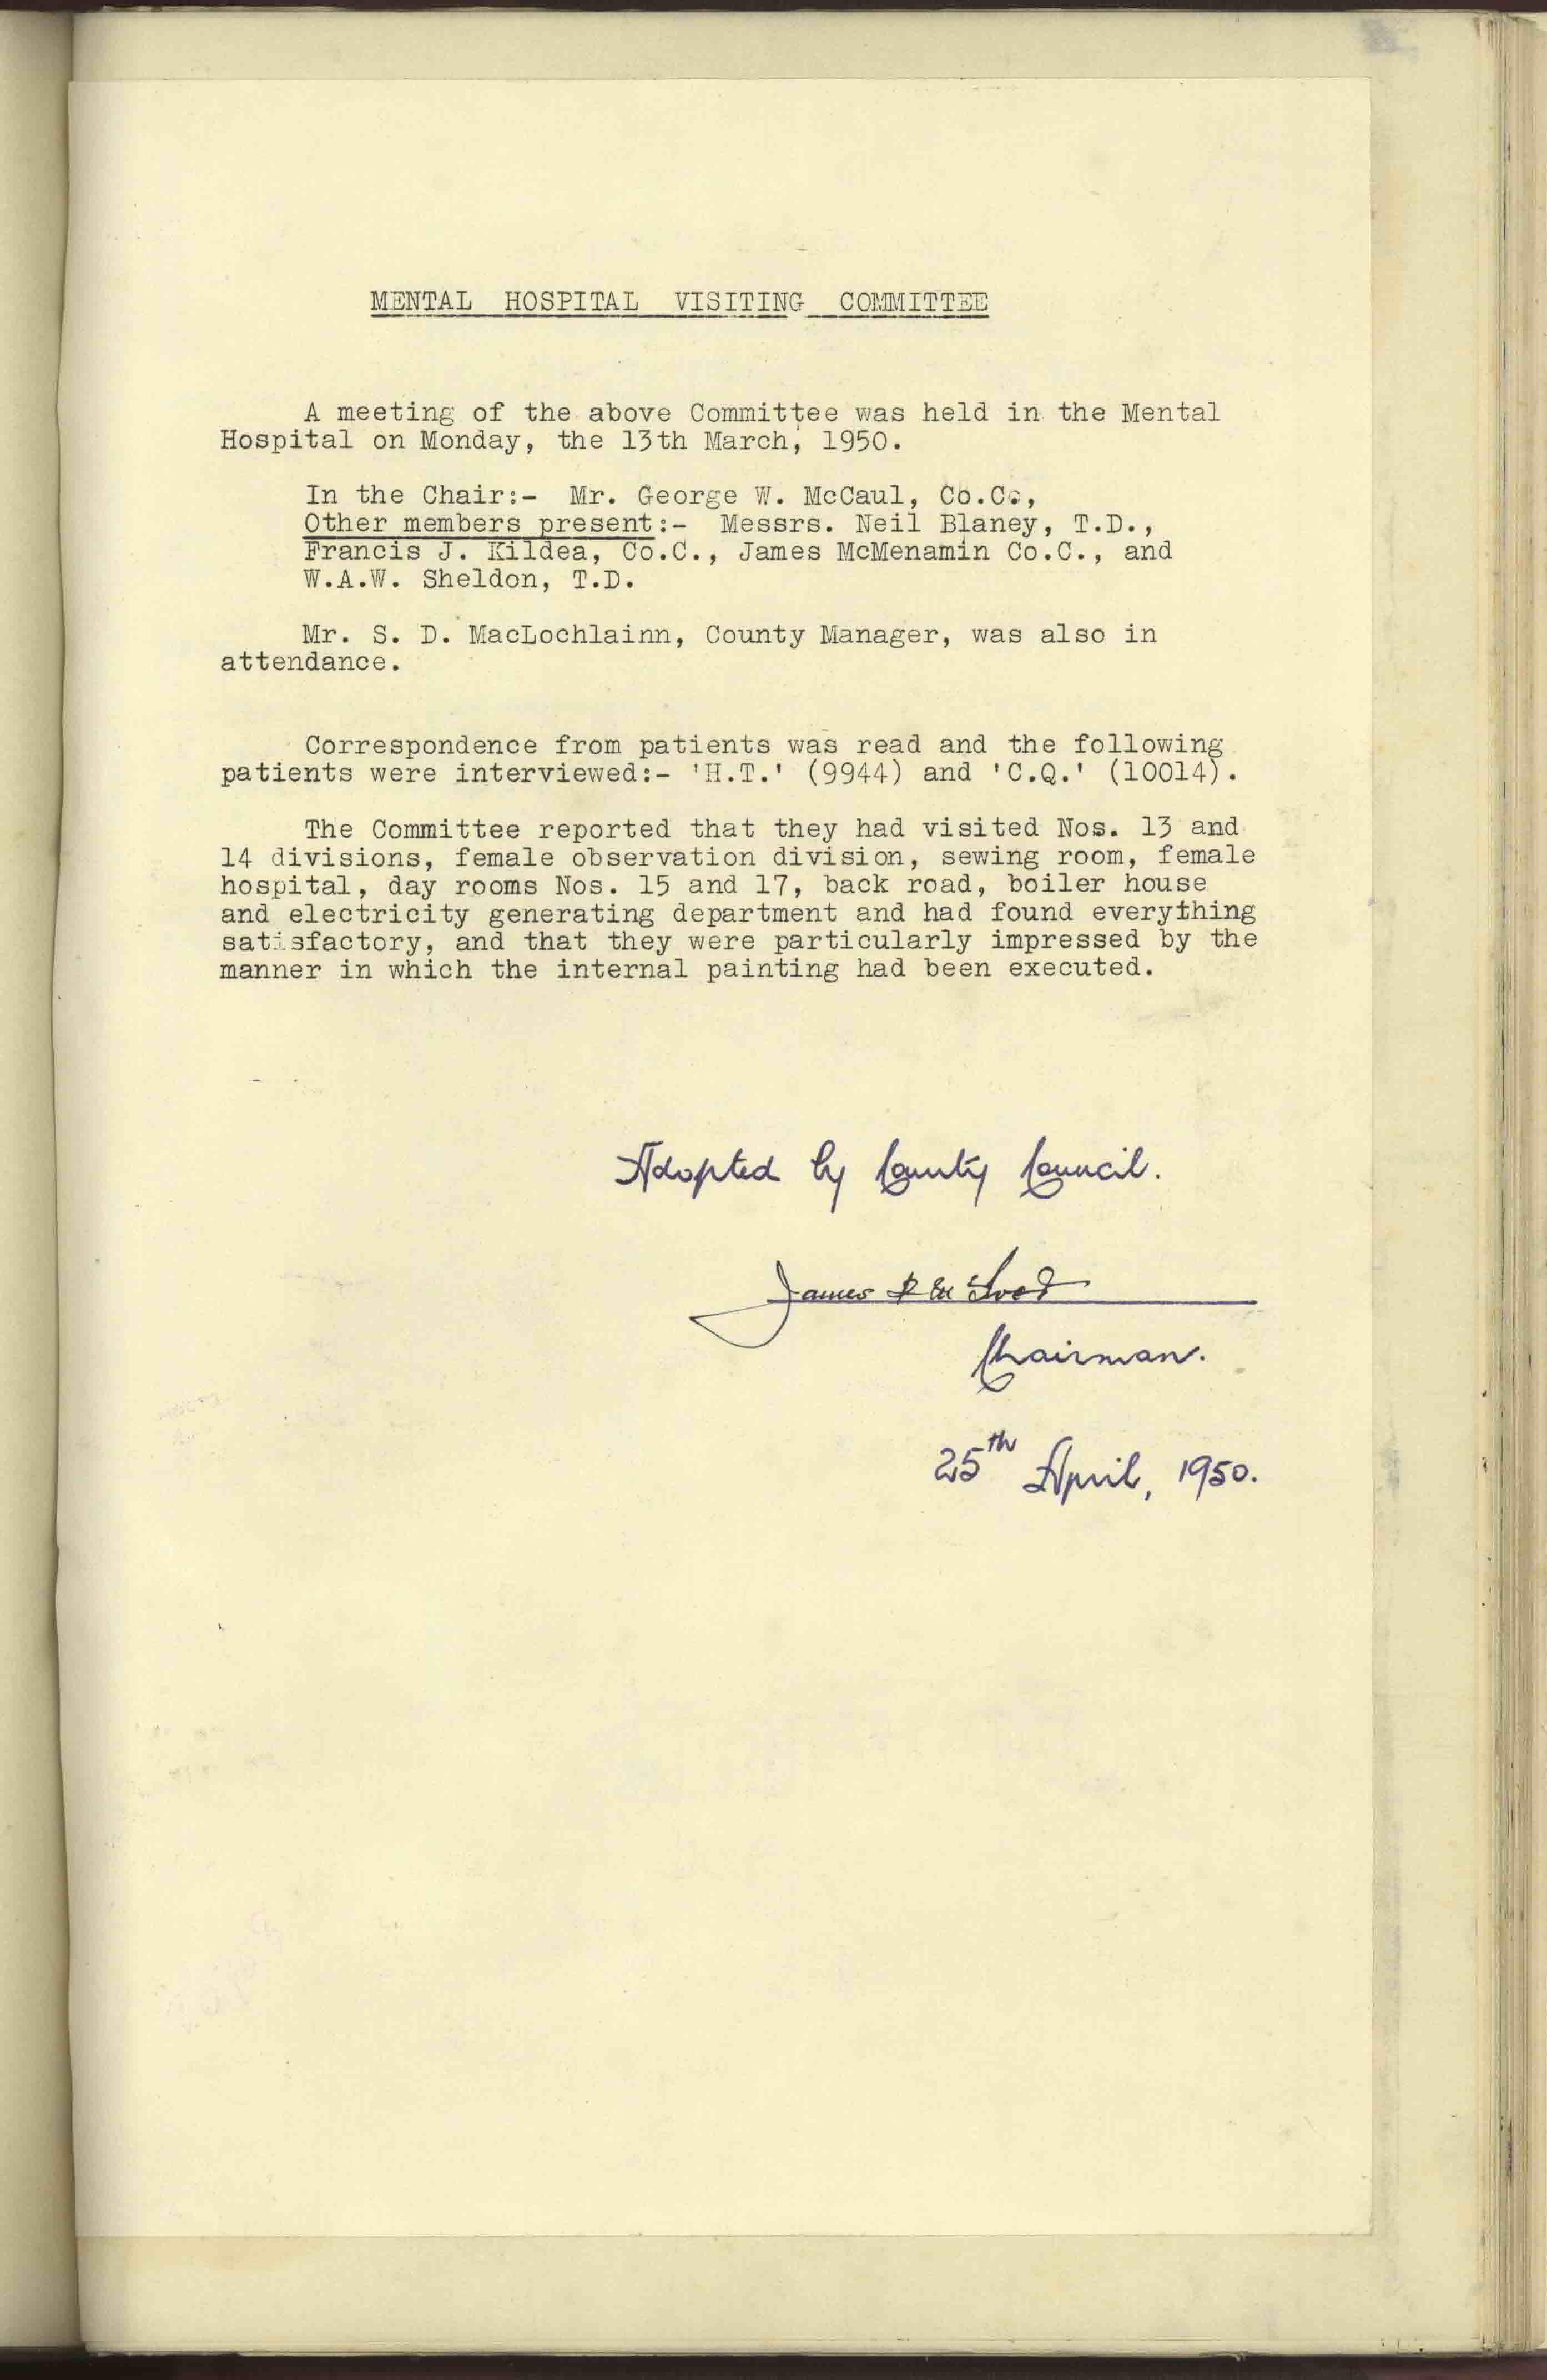 MENTAL HOSPITAL VISITING COMMITTEE
A meeting of the above Committee was held in the Mental
Hospital on Monday, the 13th March, 1950.
In the Chair:- Mr. George W. McCaul, Co.C.,
Other members present:- Messrs. Neil Blaney, T.D.,
Francis J. Kildea, Co.C., James McMenamin Co.C., and
W.A.W. Sheldon, T.D.
Mr. S. D. MacLochlainn, County Manager, was also in
attendance.
Correspondence from patients was read and the following
patients were interviewed:- 'H.T.' (9944) and 'C.Q.' (10014).
The Committee reported that they had visited Nos. 13 and
14 divisions, female observation division, sewing room, female
hospital, day rooms Nos. 15 and 17, back road, boiler house
and electricity generating department and had found everything
satisfactory, and that they were particularly impressed by the
manner in which the internal painting had been executed.
Adopted by County Council.
James
Chairman.
25th April, 1950.